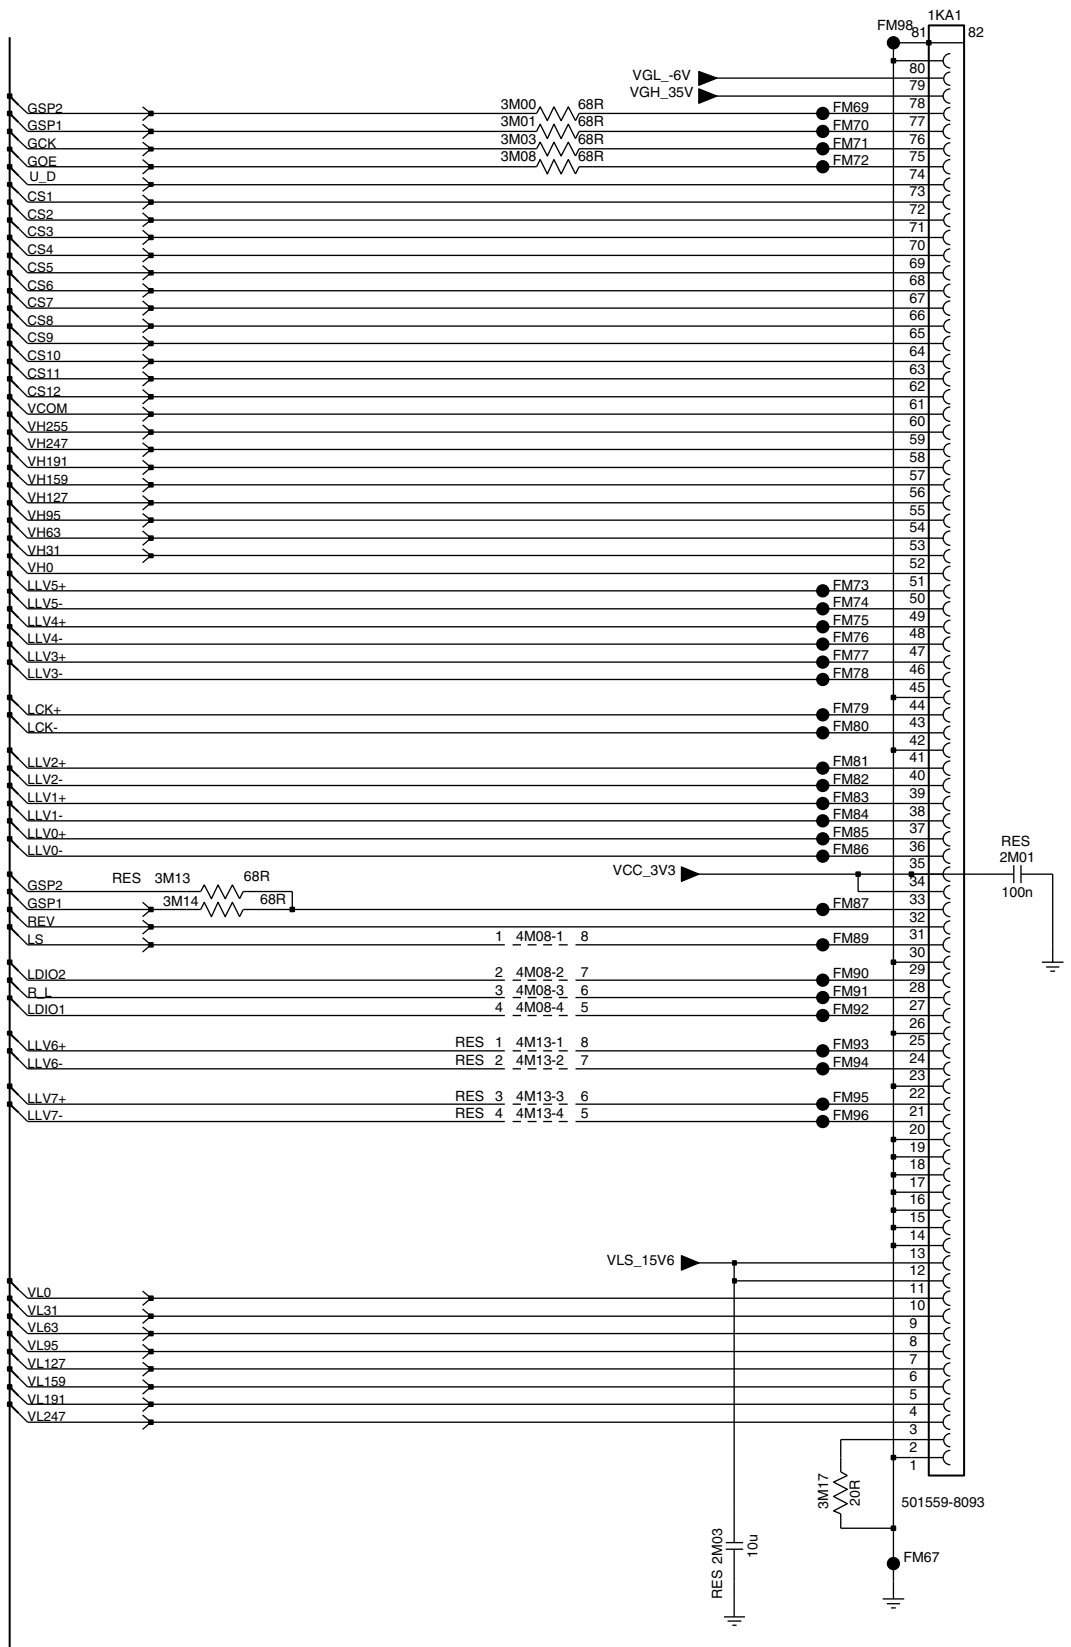 1KA1
FM98 81 82
80
VGL_-6V 79
VGH_35V 78
GSP2 3M00 68R FM69 77
GSP1 3M01 68R FM70 76
GCK 3M03 68R FM71 75
GOE 3M08 68R FM72 74
U_D 73
CS1 72
CS2 71
CS3 70
CS4 69
CS5 68
CS6 67
CS7 66
CS8 65
CS9 64
CS10 63
CS11 62
CS12 61
VCOM 60
VH255 59
VH247 58
VH191 57
VH159 56
VH127 55
VH95 54
VH63 53
VH31 52
VH0 51
LLV5+ FM73 50
LLV5- FM74 49
LLV4+ FM75 48
LLV4- FM76 47
LLV3+ FM77 46
LLV3- FM78 45
44
LCK+ FM79 43
LCK- FM80 42
41
LLV2+ FM81 40
LLV2- FM82 39
LLV1+ FM83 38
LLV1- FM84 37
LLV0+ FM85 36
LLV0- FM86 35
VCC_3V3 34
RES
2M01
100n
GSP2 RES 3M13 68R 33
GSP1 3M14 68R FM87 32
REV 31
LS 1 4M08-1 8 FM89 30
29
LDIO2 2 4M08-2 7 FM90 28
R_L 3 4M08-3 6 FM91 27
LDIO1 4 4M08-4 5 FM92 26
25
LLV6+ RES 1 4M13-1 8 FM93 24
LLV6- RES 2 4M13-2 7 FM94 23
22
LLV7+ RES 3 4M13-3 6 FM95 21
LLV7- RES 4 4M13-4 5 FM96 20
19
18
17
16
15
14
13
VLS_15V6 12
11
VL0 10
VL31 9
VL63 8
VL95 7
VL127 6
VL159 5
VL191 4
VL247 3
2
1
3M17
20R
501559-8093
RES 2M03
10u
FM67